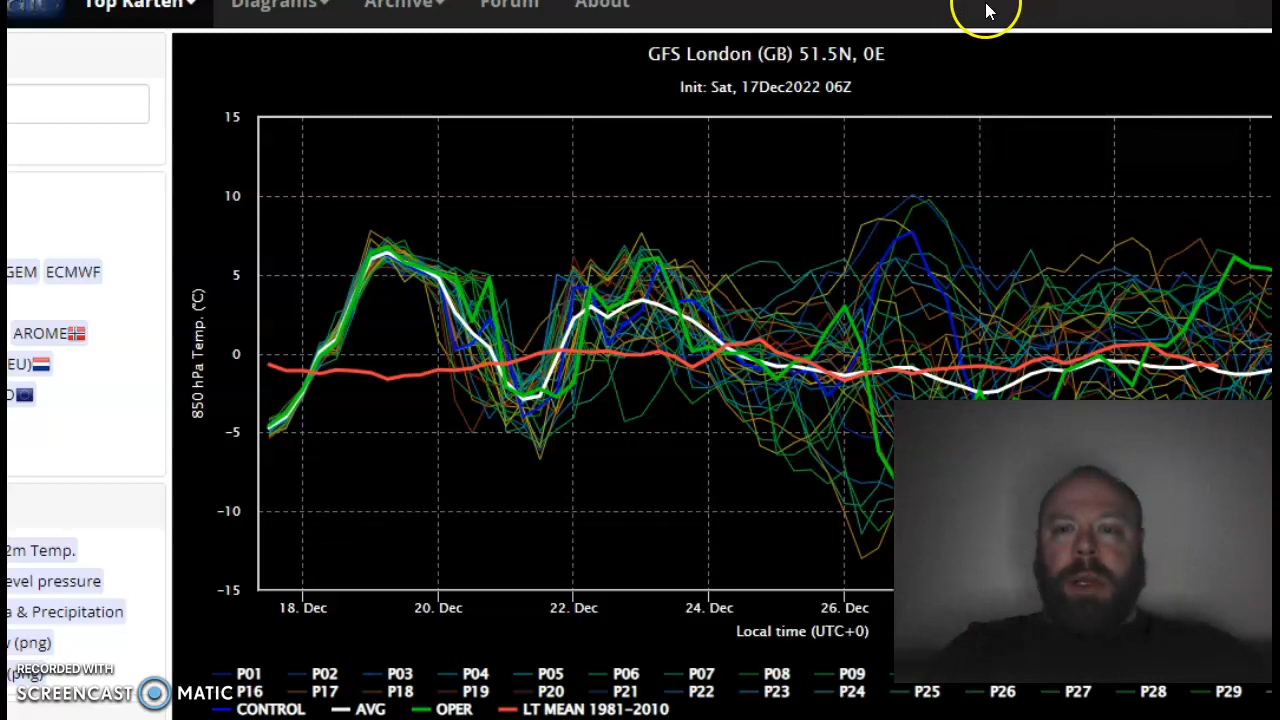 Top Karten Diagrams Archive Forum About
GFS London (GB) 51.5N, 0E
Init: Sat, 17Dec2022 06Z
15
10
5
0
-5
-10
-15
850 hPa Temp. (°C)
18. Dec 20. Dec 22. Dec 24. Dec 26. Dec
Local time (UTC+0)
GEM ECMWF
AROME
EU)
2m Temp.
evel pressure
a & Precipitation
(png)
(png)
P01 P02 P03 P04 P05 P06 P07 P08 P09
P16 P17 P18 P19 P20 P21 P22 P23 P24 P25 P26 P27 P28 P29
CONTROL AVG OPER LT MEAN 1981-2010
RECORDED WITH
SCREENCAST MATIC